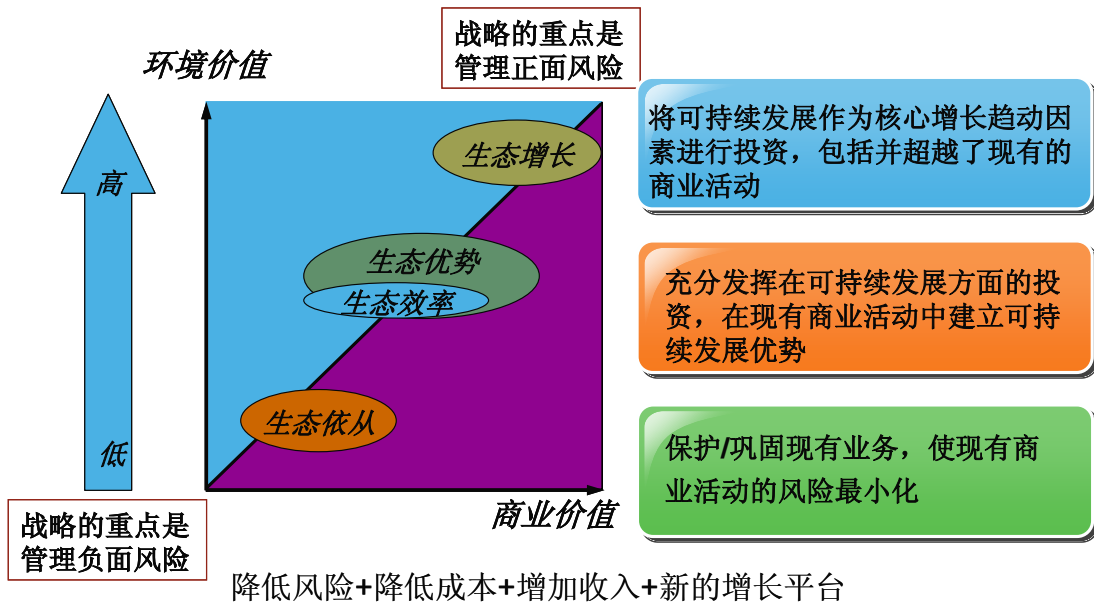 战略的重点是
管理正面风险
环境价值
高
低
生态增长
生态优势
生态效率
生态依从
商业价值
战略的重点是
管理负面风险
将可持续发展作为核心增长趋动因
素进行投资，包括并超越了现有的
商业活动
充分发挥在可持续发展方面的投
资，在现有商业活动中建立可持
续发展优势
保护/巩固现有业务，使现有商
业活动的风险最小化
降低风险+降低成本+增加收入+新的增长平台